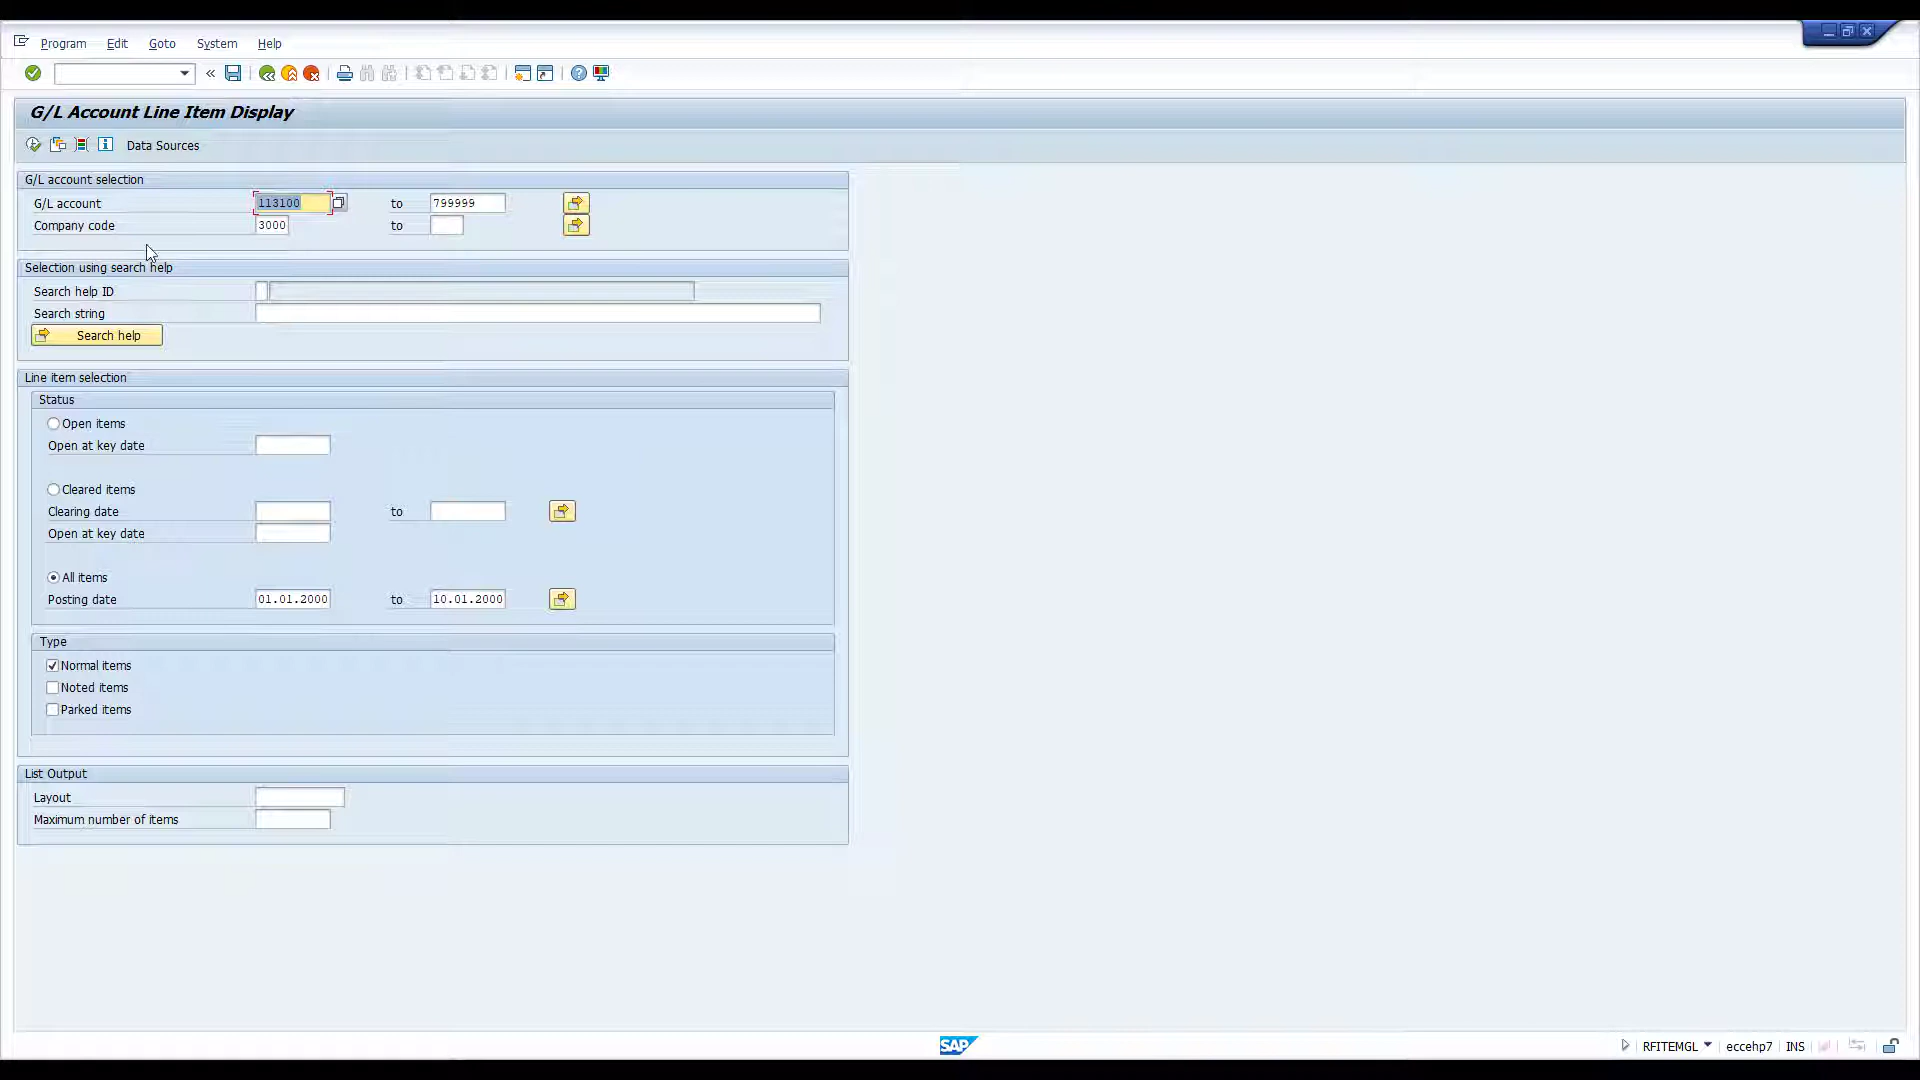 Program Edit Goto System Help
G/L Account Line Item Display
Data Sources
G/L account selection
G/L account 113100 to 799999
Company code 3000 to
Selection using search help
Search help ID
Search string
Search help
Line item selection
Status
Open items
Open at key date
Cleared items
Clearing date to
Open at key date
All items
Posting date 01.01.2000 to 10.01.2000
Type
Normal items
Noted items
Parked items
List Output
Layout
Maximum number of items
SAP RFITEMGL eccehp7 INS